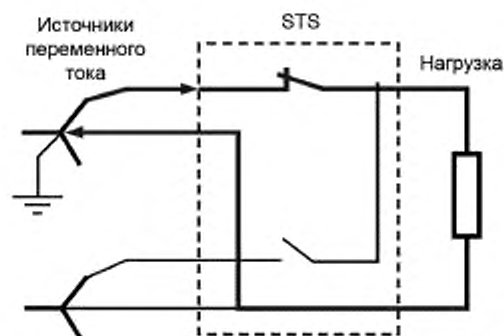 Источники
переменного
тока
STS
Нагрузка